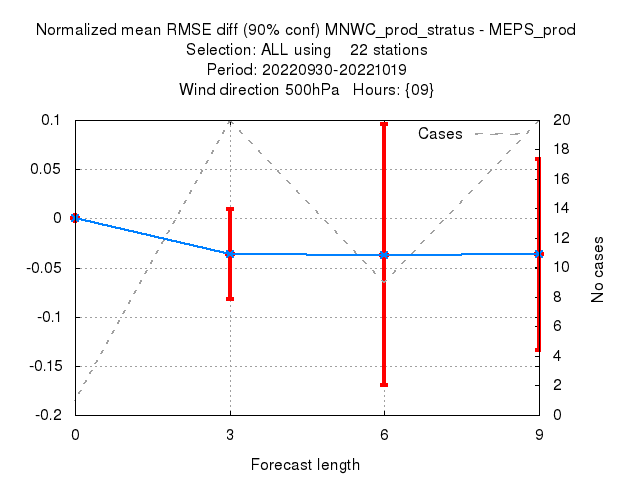 Normalized mean RMSE diff (90% conf) MNWC_prod_stratus - MEPS_prod
Selection: ALL using    22 stations
Period: 20220930-20221019
Wind direction 500hPa   Hours: {09}
Cases
0.1
0.05
0
-0.05
-0.1
-0.15
-0.2
20
18
16
14
12
10
8
6
4
2
0
No cases
0 3 6 9
Forecast length